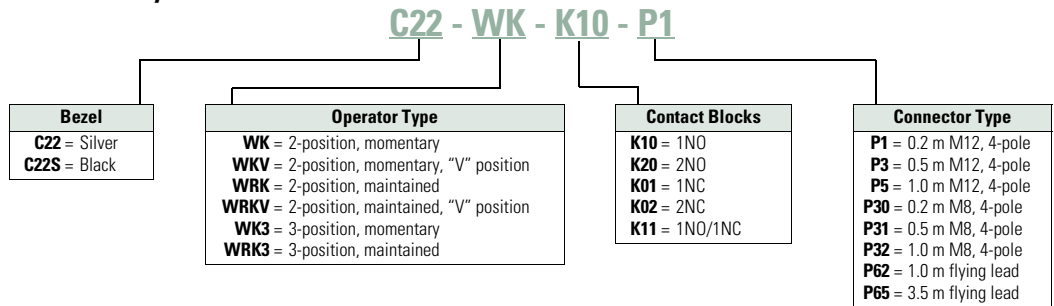 C22 - WK - K10 - P1
Bezel
C22 = Silver
C22S = Black
Operator Type
WK = 2-position, momentary
WKV = 2-position, momentary, “V” position
WRK = 2-position, maintained
WRKV = 2-position, maintained, “V” position
WK3 = 3-position, momentary
WRK3 = 3-position, maintained
Contact Blocks
K10 = 1NO
K20 = 2NO
K01 = 1NC
K02 = 2NC
K11 = 1NO/1NC
Connector Type
P1 = 0.2 m M12, 4-pole
P3 = 0.5 m M12, 4-pole
P5 = 1.0 m M12, 4-pole
P30 = 0.2 m M8, 4-pole
P31 = 0.5 m M8, 4-pole
P32 = 1.0 m M8, 4-pole
P62 = 1.0 m flying lead
P65 = 3.5 m flying lead